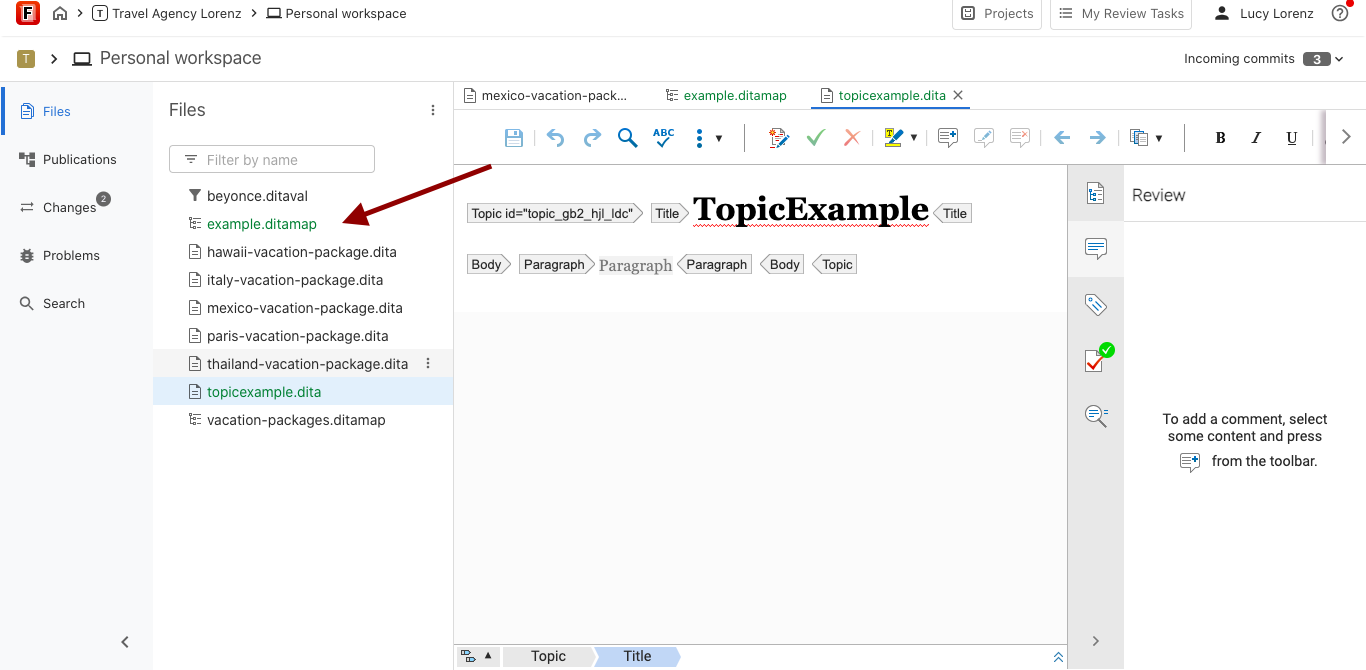 F > T Travel Agency Lorenz > Personal workspace Projects My Review Tasks Lucy Lorenz ?
T > Personal workspace Incoming commits 3
Files
Publications
Changes 2
Problems
Search
Files
Filter by name
beyonce.ditaval
example.ditamap
hawaii-vacation-package.dita
italy-vacation-package.dita
mexico-vacation-package.dita
paris-vacation-package.dita
thailand-vacation-package.dita
topicexample.dita
vacation-packages.ditamap
mexico-vacation-pack... example.ditamap topicexample.dita
ABC T B I U
Topic id="topic_gb2_hjl_ldc" Title TopicExample Title
Body Paragraph Paragraph Paragraph Body Topic
Topic Title
Review
To add a comment, select
some content and press
from the toolbar.